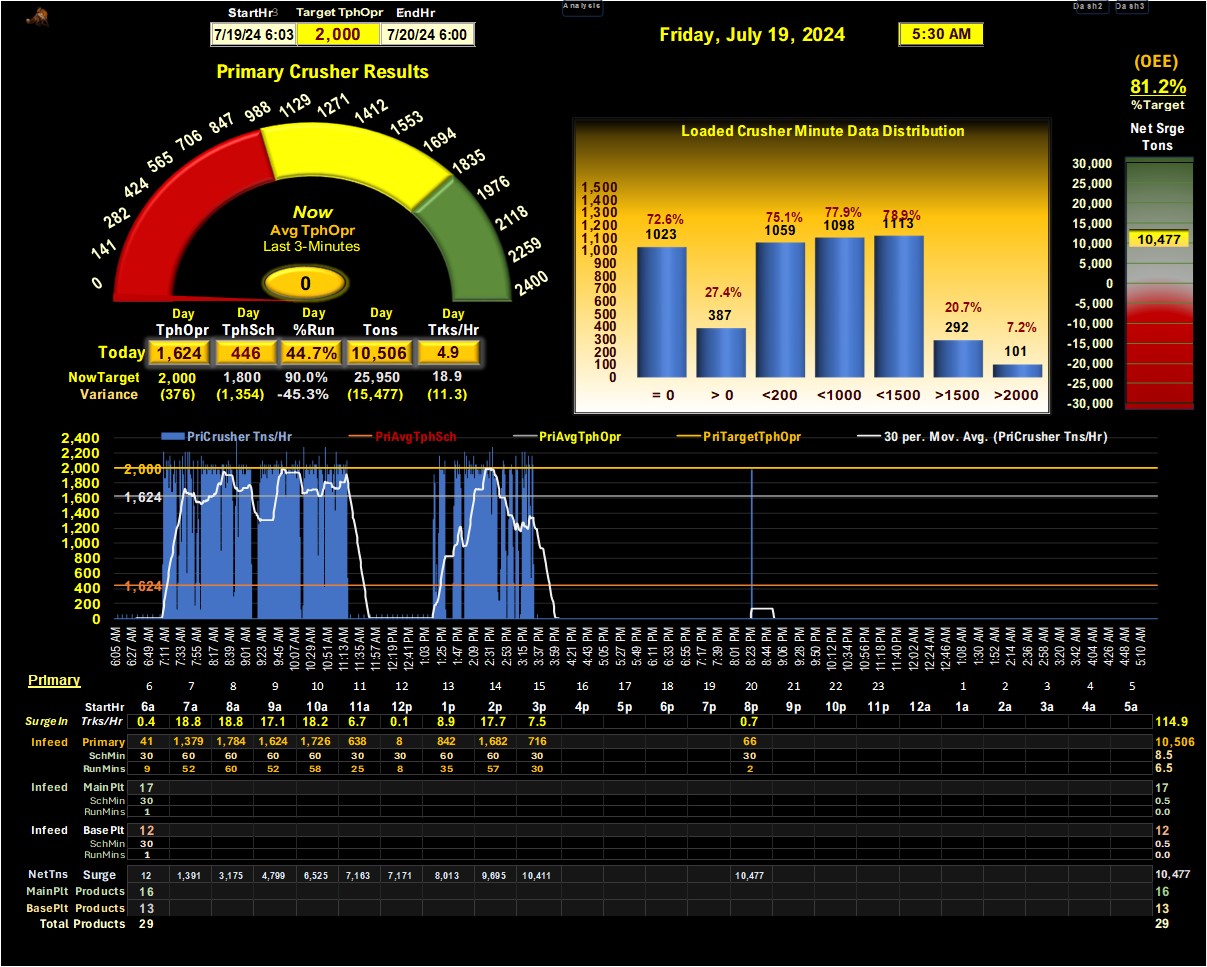 Analysis
Dash2 Dash3
StartHr3 Target TphOpr EndHr
7/19/24 6:03 2,000 7/20/24 6:00
Friday, July 19, 2024 5:30 AM
(OEE)
81.2%
%Target
Net Srge
Tons
30,000
25,000
20,000
15,000
10,000
5,000
0
-5,000
-10,000
-15,000
-20,000
-25,000
-30,000
10,477
Primary Crusher Results
0
141
282
424
565
706
847
988
1129
1271
1412
1553
1694
1835
1976
2118
2259
2400
Now
Avg TphOpr
Last 3-Minutes
0
Day Day Day Day Day
TphOpr TphSch %Run Tons Trks/Hr
Today 1,624 446 44.7% 10,506 4.9
NowTarget 2,000 1,800 90.0% 25,950 18.9
Variance (376) (1,354) -45.3% (15,477) (11.3)
Loaded Crusher Minute Data Distribution
1,500
1,400
1,300
1,200
1,100
1,000
900
800
700
600
500
400
300
200
100
0
72.6% 27.4% 75.1% 77.9% 78.9% 20.7% 7.2%
1023 387 1059 1098 1113 292 101
= 0 > 0 <200 <1000 <1500 >1500 >2000
PriCrusher Tns/Hr PriAvgTphSch PriAvgTphOpr PriTargetTphOpr 30 per. Mov. Avg. (PriCrusher Tns/Hr)
2,400
2,200
2,000
1,800
1,600
1,400
1,200
1,000
800
600
400
200
0
2,000
1,624
1,624
6:05 AM 6:27 AM 6:49 AM 7:11 AM 7:33 AM 7:55 AM 8:17 AM 8:39 AM 9:01 AM 9:23 AM 9:45 AM 10:07 AM 10:29 AM 10:51 AM 11:13 AM 11:35 AM 11:57 AM 12:19 PM 12:41 PM 1:03 PM 1:25 PM 1:47 PM 2:09 PM 2:31 PM 2:53 PM 3:15 PM 3:37 PM 3:59 PM 4:21 PM 4:43 PM 5:05 PM 5:27 PM 5:49 PM 6:11 PM 6:33 PM 6:55 PM 7:17 PM 7:39 PM 8:01 PM 8:23 PM 8:44 PM 9:06 PM 9:28 PM 9:50 PM 10:12 PM 10:34 PM 10:56 PM 11:18 PM 11:40 PM 12:02 AM 12:24 AM 12:46 AM 1:08 AM 1:30 AM 1:52 AM 2:14 AM 2:36 AM 2:58 AM 3:20 AM 3:42 AM 4:04 AM 4:26 AM 4:48 AM 5:10 AM
Primary
6 7 8 9 10 11 12 13 14 15 16 17 18 19 20 21 22 23 1 2 3 4 5
StartHr 6a 7a 8a 9a 10a 11a 12p 1p 2p 3p 4p 5p 6p 7p 8p 9p 10p 11p 12a 1a 2a 3a 4a 5a
SurgeIn Trks/Hr 0.4 18.8 18.8 17.1 18.2 6.7 0.1 8.9 17.7 7.5 0.7 114.9
Infeed Primary 41 1,379 1,784 1,624 1,726 638 8 842 1,682 716 66 10,506
SchMin 30 60 60 60 60 30 30 60 60 30 30 8.5
RunMins 9 52 60 52 58 25 8 35 57 30 2 6.5
Infeed MainPlt 17 17
SchMin 30 0.5
RunMins 1 0.0
Infeed BasePlt 12 12
SchMin 30 0.5
RunMins 1 0.0
NetTns Surge 12 1,391 3,175 4,799 6,525 7,163 7,171 8,013 9,695 10,411 10,477 10,477
MainPlt Products 16 16
BasePlt Products 13 13
Total Products 29 29